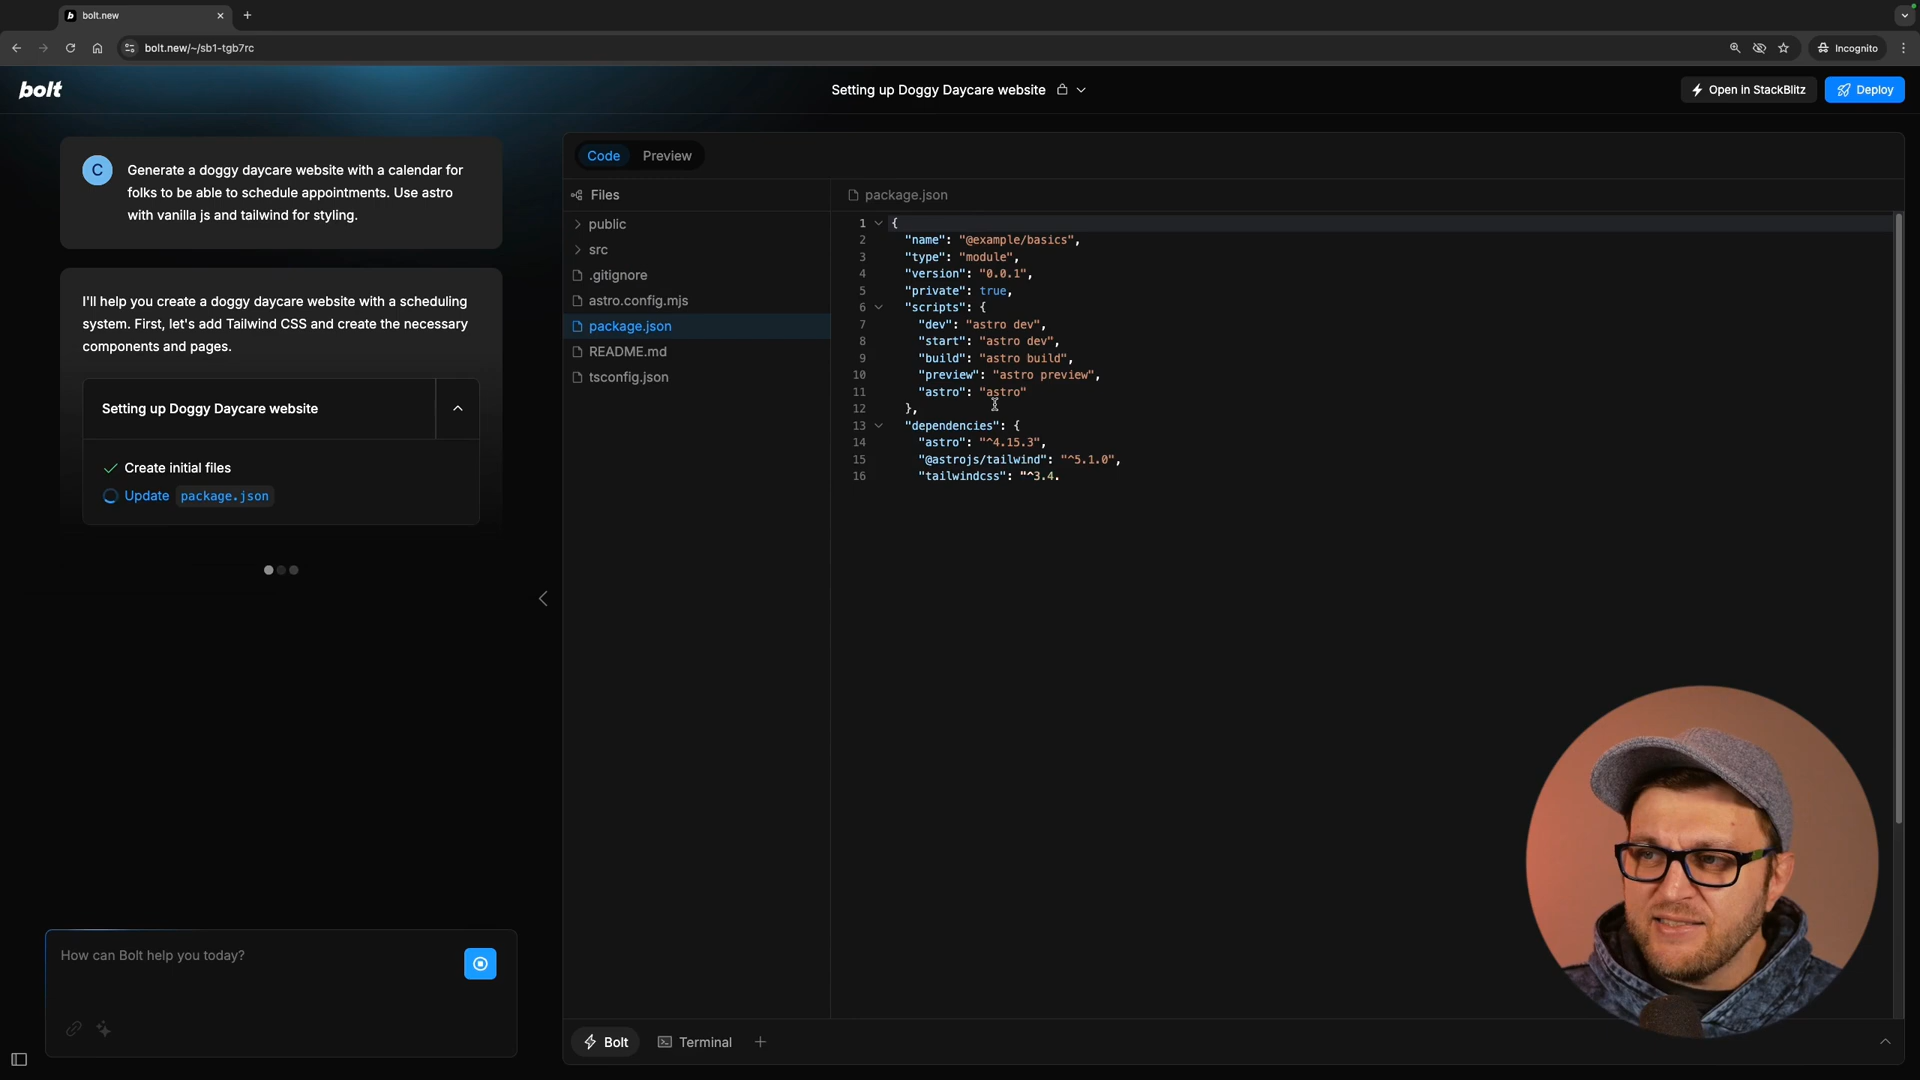 bolt.new
bolt.new/~/sb1-tgb7rc
Incognito
bolt
Setting up Doggy Daycare website
Open in StackBlitz
Deploy
C
Generate a doggy daycare website with a calendar for
folks to be able to schedule appointments. Use astro
with vanilla js and tailwind for styling.
I'll help you create a doggy daycare website with a scheduling
system. First, let's add Tailwind CSS and create the necessary
components and pages.
Setting up Doggy Daycare website
Create initial files
Update package.json
How can Bolt help you today?
Code
Preview
Files
public
src
.gitignore
astro.config.mjs
package.json
README.md
tsconfig.json
package.json
1 {
2 "name": "@example/basics",
3 "type": "module",
4 "version": "0.0.1",
5 "private": true,
6 "scripts": {
7 "dev": "astro dev",
8 "start": "astro dev",
9 "build": "astro build",
10 "preview": "astro preview",
11 "astro": "astro"
12 },
13 "dependencies": {
14 "astro": "^4.15.3",
15 "@astrojs/tailwind": "^5.1.0",
16 "tailwindcss": "^3.4.
Bolt
Terminal